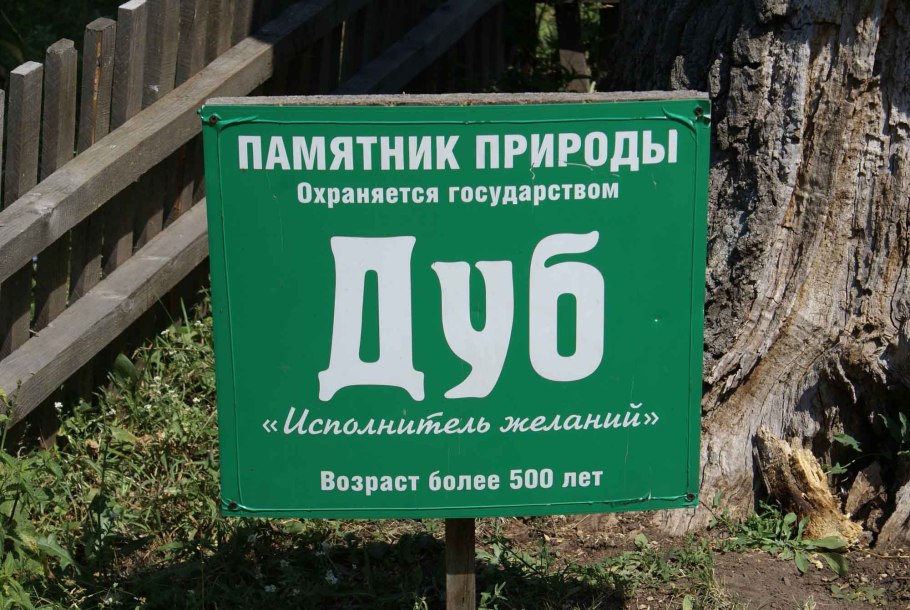 ПАМЯТНИК ПРИРОДЫ
Охраняется государством
Дуб
«Исполнитель желаний»
Возраст более 500 лет